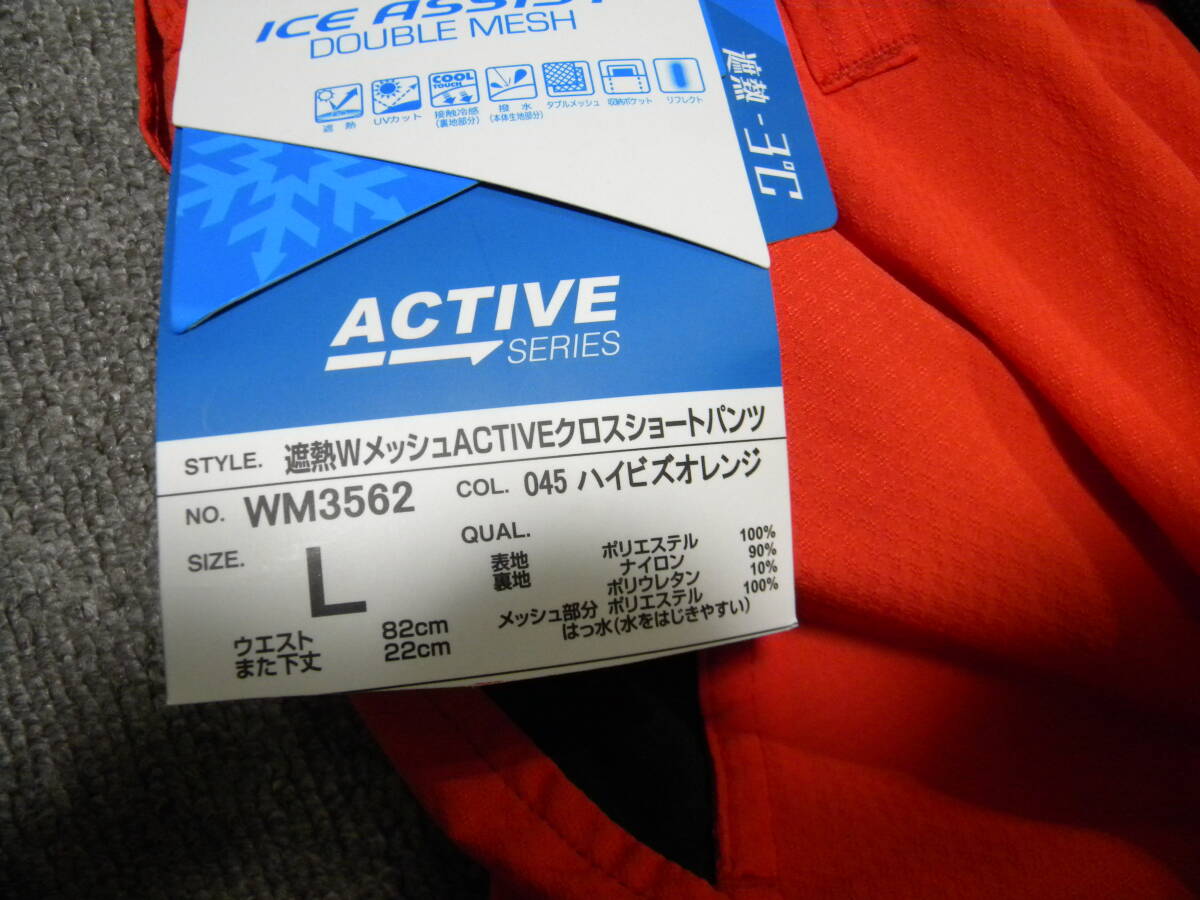 ICE ASSIST
DOUBLE MESH
遮熱
UVカット
COOL TOUCH
接触冷感
(裏地部分)
撥水
(本体生地部分)
ダブルメッシュ
収納ポケット
リフレクト
遮熱 -3℃
ACTIVE
SERIES
STYLE. 遮熱WメッシュACTIVEクロスショートパンツ
NO. WM3562 COL. 045 ハイビズオレンジ
SIZE. L
ウエスト 82cm
また下丈 22cm
QUAL.
表地 ポリエステル 100%
裏地 ナイロン 90%
ポリウレタン 10%
メッシュ部分 ポリエステル 100%
はっ水(水をはじきやすい)